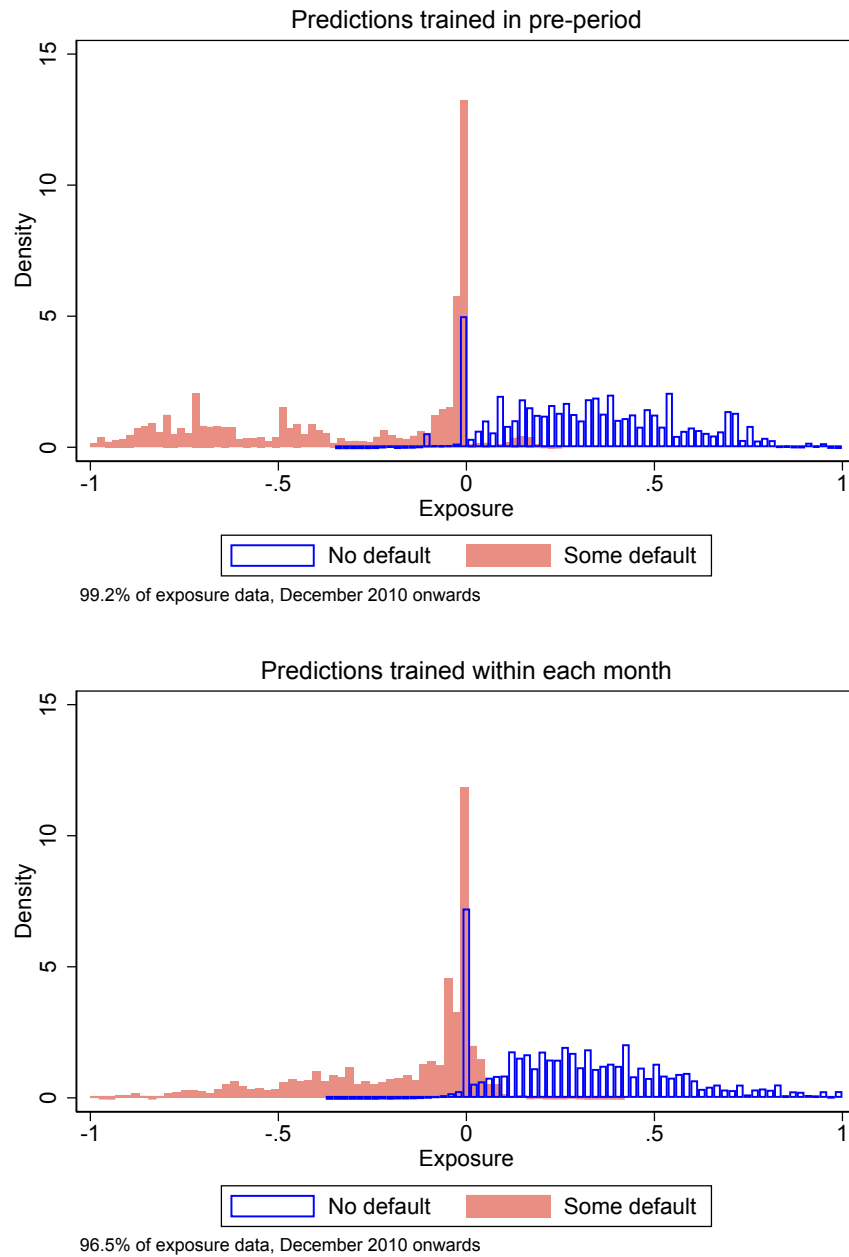 Predictions trained in pre-period
15
10
5
0
Density
-1
-.5
0
.5
1
Exposure
No default
Some default
99.2% of exposure data, December 2010 onwards
Predictions trained within each month
15
10
5
0
Density
-1
-.5
0
.5
1
Exposure
No default
Some default
96.5% of exposure data, December 2010 onwards